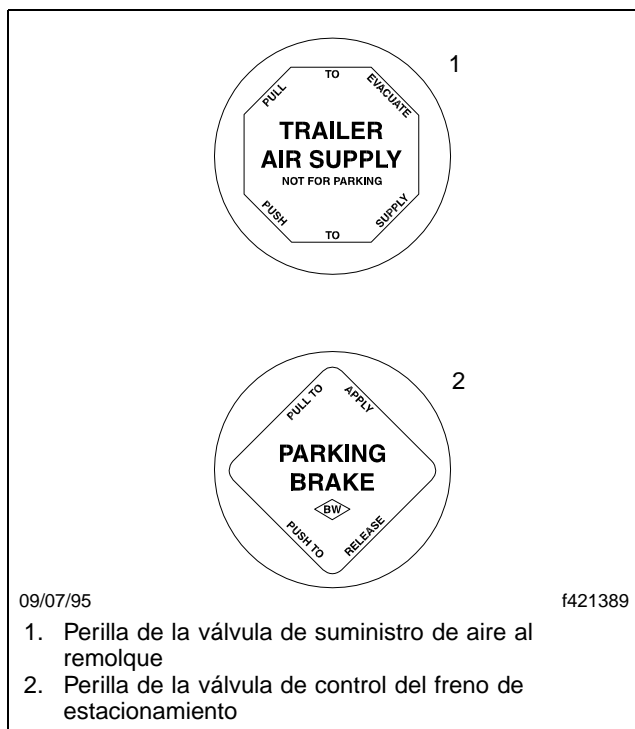 1
PULL TO EVACUATE
TRAILER
AIR SUPPLY
NOT FOR PARKING
PUSH TO SUPPLY
2
PULL TO APPLY
PARKING
BRAKE
BW
PUSH TO RELEASE
09/07/95 f421389
1. Perilla de la válvula de suministro de aire al
remolque
2. Perilla de la válvula de control del freno de
estacionamiento